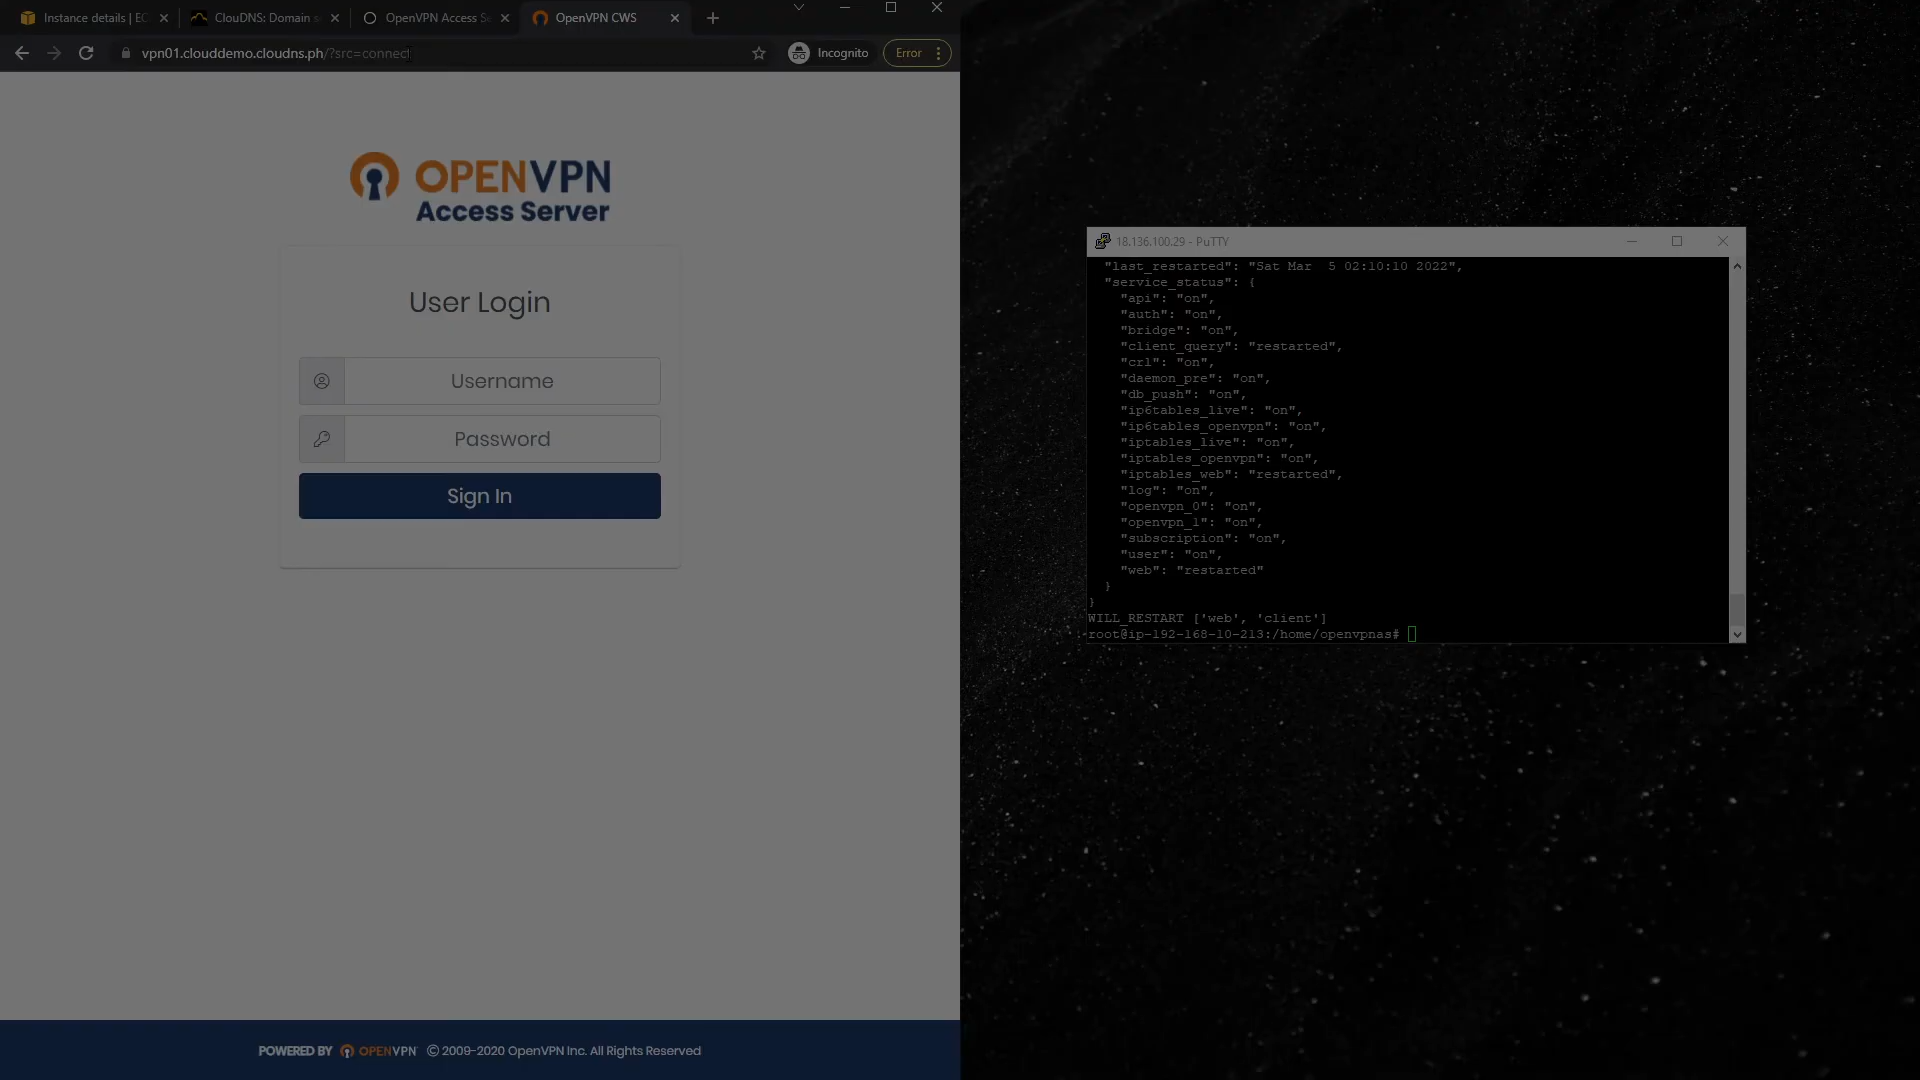 Instance details | EC
ClouDNS: Domain s
OpenVPN Access Se
OpenVPN CWS
vpn01.clouddemo.cloudns.ph/?src=connect
Incognito
Error
OPENVPN
Access Server
User Login
Username
Password
Sign In
POWERED BY OPENVPN © 2009-2020 OpenVPN Inc. All Rights Reserved
18.136.100.29 - PuTTY
"last_restarted": "Sat Mar  5 02:10:10 2022",
"service_status": {
"api": "on",
"auth": "on",
"bridge": "on",
"client_query": "restarted",
"crl": "on",
"daemon_pre": "on",
"db_push": "on",
"ip6tables_live": "on",
"ip6tables_openvpn": "on",
"iptables_live": "on",
"iptables_openvpn": "on",
"iptables_web": "restarted",
"log": "on",
"openvpn_0": "on",
"openvpn_1": "on",
"subscription": "on",
"user": "on",
"web": "restarted"
}
}
WILL_RESTART ['web', 'client']
root@ip-192-168-10-213:/home/openvpnas#